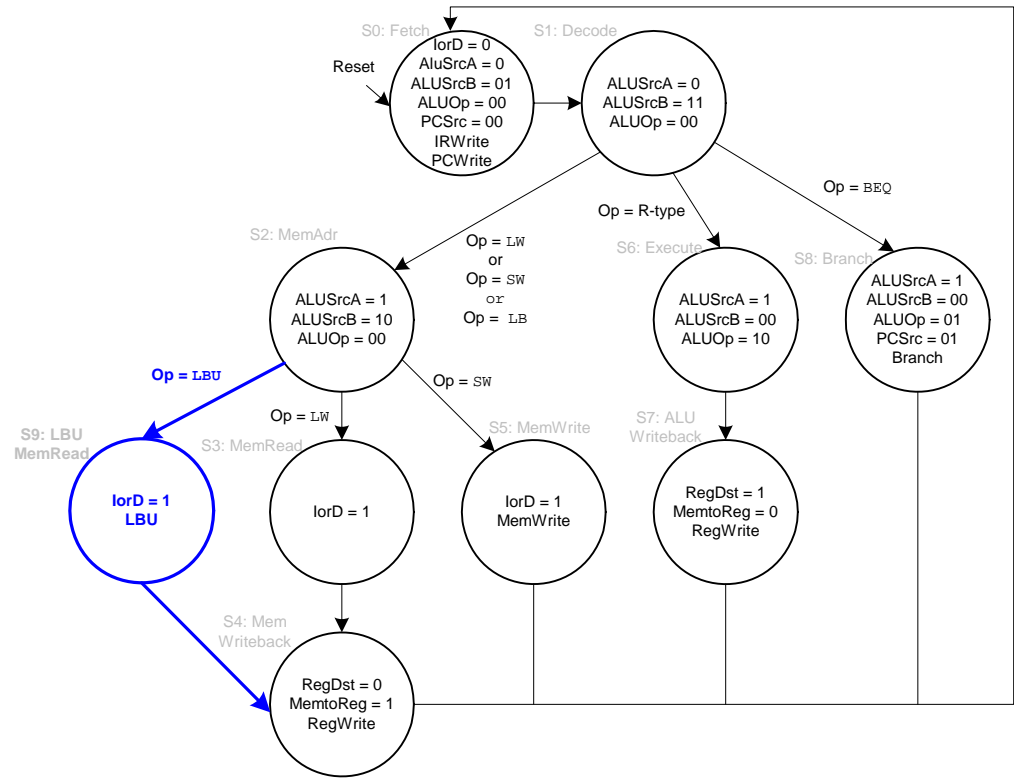 S0: Fetch
S1: Decode
Reset
IorD = 0
AluSrcA = 0
ALUSrcB = 01
ALUOp = 00
PCSrc = 00
IRWrite
PCWrite
ALUSrcA = 0
ALUSrcB = 11
ALUOp = 00
Op = BEQ
Op = R-type
S2: MemAdr
Op = LW
or
Op = SW
or
Op = LB
S6: Execute
S8: Branch
ALUSrcA = 1
ALUSrcB = 10
ALUOp = 00
ALUSrcA = 1
ALUSrcB = 00
ALUOp = 10
ALUSrcA = 1
ALUSrcB = 00
ALUOp = 01
PCSrc = 01
Branch
Op = LBU
Op = LW
Op = SW
S9: LBU
MemRead
S3: MemRead
S5: MemWrite
S7: ALU
Writeback
IorD = 1
LBU
IorD = 1
IorD = 1
MemWrite
RegDst = 1
MemtoReg = 0
RegWrite
S4: Mem
Writeback
RegDst = 0
MemtoReg = 1
RegWrite